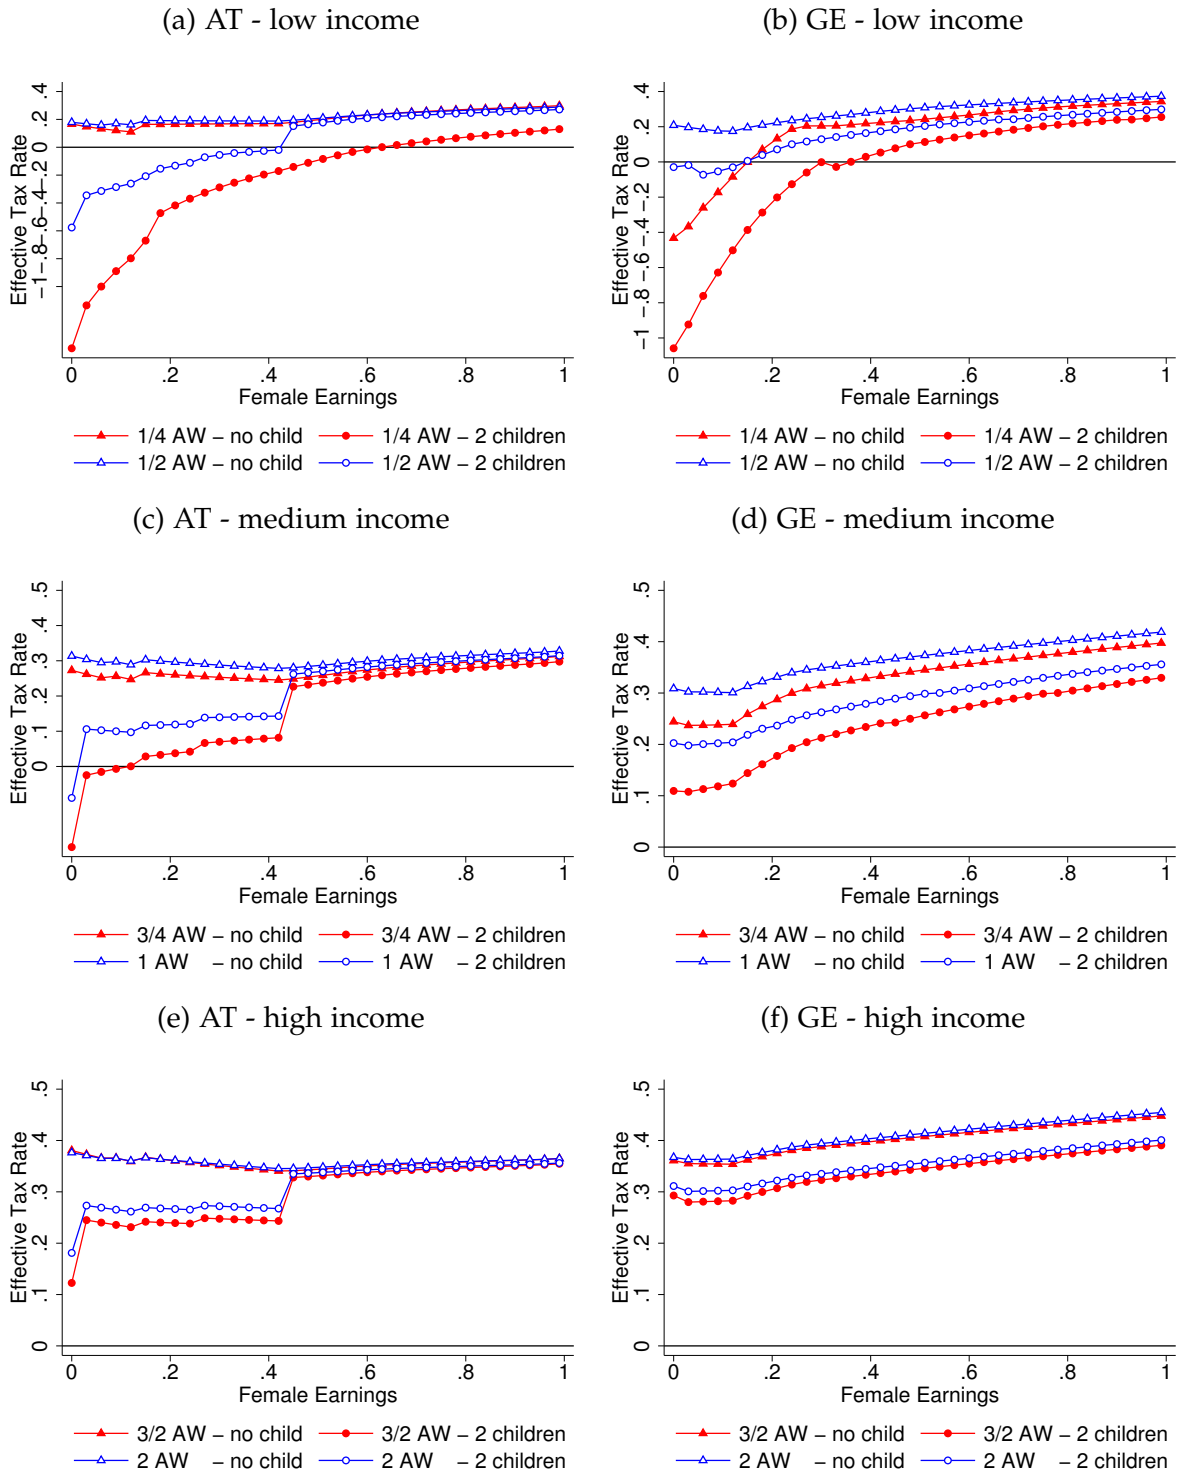 (a) AT - low income
(b) GE - low income
Effective Tax Rate
−1−.8−.6−.4−.2 0 .2 .4
0 .2 .4 .6 .8 1
Female Earnings
1/4 AW − no child 1/4 AW − 2 children
1/2 AW − no child 1/2 AW − 2 children
Effective Tax Rate
−1 −.8 −.6 −.4 −.2 0 .2 .4
0 .2 .4 .6 .8 1
Female Earnings
1/4 AW − no child 1/4 AW − 2 children
1/2 AW − no child 1/2 AW − 2 children
(c) AT - medium income
(d) GE - medium income
Effective Tax Rate
0 .1 .2 .3 .4 .5
0 .2 .4 .6 .8 1
Female Earnings
3/4 AW − no child 3/4 AW − 2 children
1 AW − no child 1 AW − 2 children
Effective Tax Rate
0 .1 .2 .3 .4 .5
0 .2 .4 .6 .8 1
Female Earnings
3/4 AW − no child 3/4 AW − 2 children
1 AW − no child 1 AW − 2 children
(e) AT - high income
(f) GE - high income
Effective Tax Rate
0 .1 .2 .3 .4 .5
0 .2 .4 .6 .8 1
Female Earnings
3/2 AW − no child 3/2 AW − 2 children
2 AW − no child 2 AW − 2 children
Effective Tax Rate
0 .1 .2 .3 .4 .5
0 .2 .4 .6 .8 1
Female Earnings
3/2 AW − no child 3/2 AW − 2 children
2 AW − no child 2 AW − 2 children